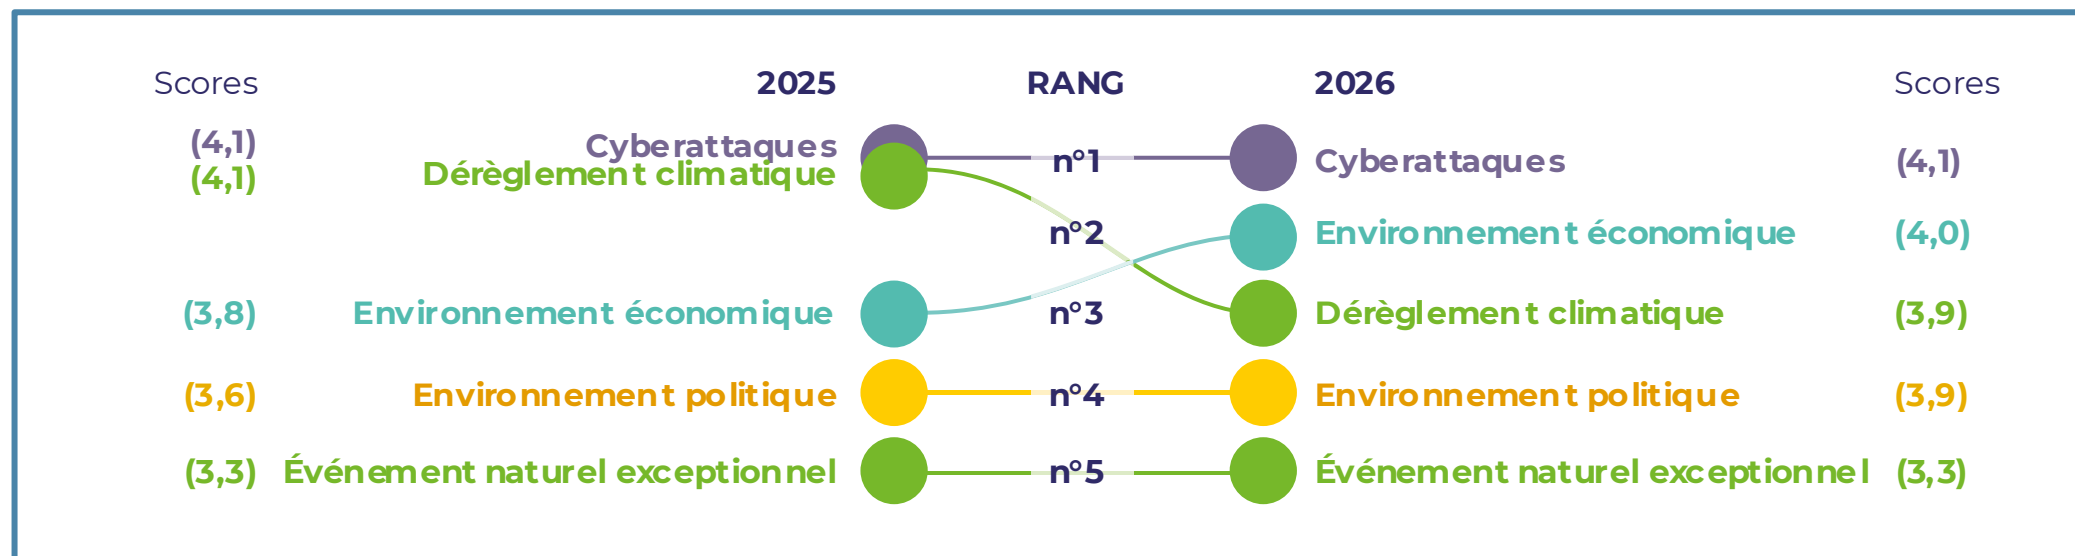 Scores 2025 RANG 2026 Scores
(4,1) Cyberattaques n°1 Cyberattaques (4,1)
(4,1) Dérèglement climatique
n°2 Environnement économique (4,0)
(3,8) Environnement économique n°3 Dérèglement climatique (3,9)
(3,6) Environnement politique n°4 Environnement politique (3,9)
(3,3) Événement naturel exceptionnel n°5 Événement naturel exceptionnel (3,3)